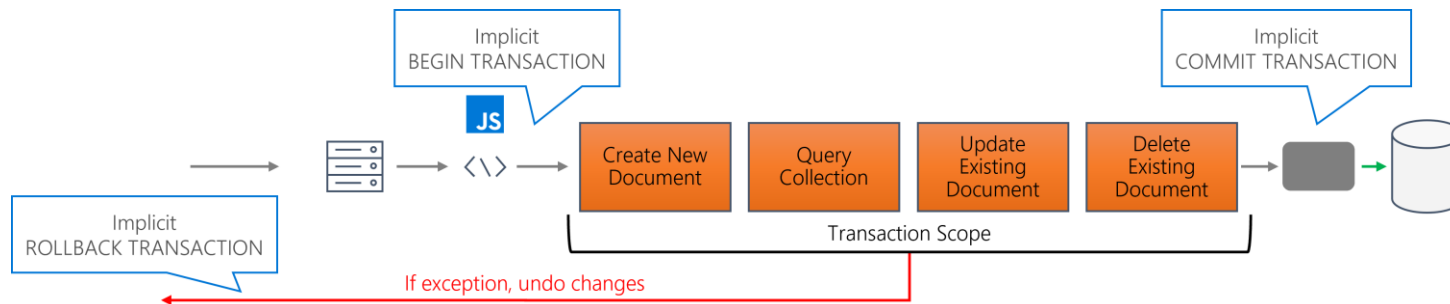 Implicit
BEGIN TRANSACTION
Implicit
COMMIT TRANSACTION
JS
Create New
Document
Query
Collection
Update
Existing
Document
Delete
Existing
Document
Implicit
ROLLBACK TRANSACTION
Transaction Scope
If exception, undo changes